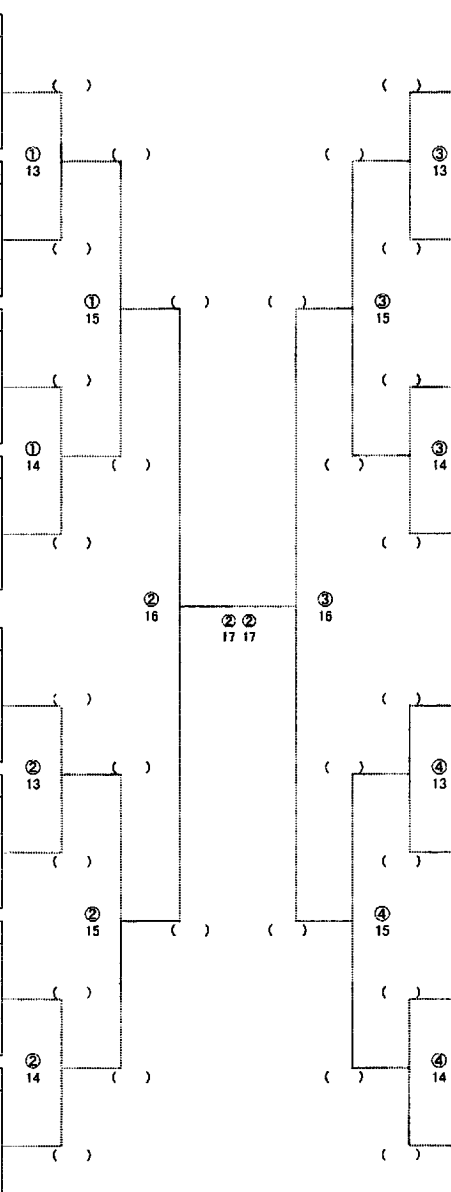 ( ) ( )
① ( ) ( ) ③
13 13
( ) ( )
① ( ) ( ) ③
15 15
( ) ( )
① ③
14 ( ) ( ) 14
( ) ( )
② ③
16 ② ② 16
17 17
( ) ( )
② ( ) ( ) ④
13 13
( ) ( )
② ④
15 ( ) ( ) 15
( ) ( )
② ④
14 ( ) ( ) 14
( ) ( )